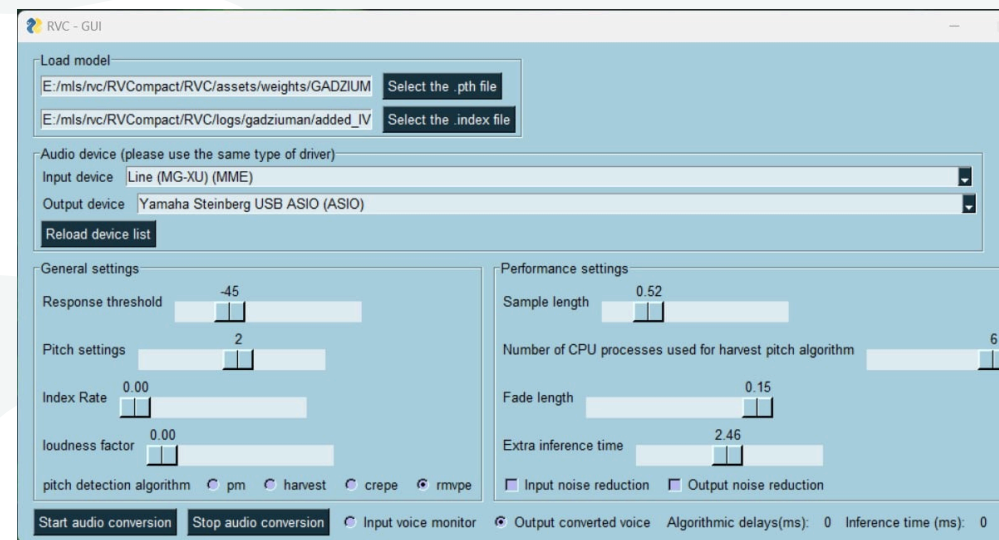 RVC - GUI
Load model
E:/mls/rvc/RVCompact/RVC/assets/weights/GADZIUM
Select the .pth file
E:/mls/rvc/RVCompact/RVC/logs/gadziuman/added_IV
Select the .index file
Audio device (please use the same type of driver)
Input device Line (MG-XU) (MME)
Output device Yamaha Steinberg USB ASIO (ASIO)
Reload device list
General settings
Response threshold -45
Pitch settings 2
Index Rate 0.00
loudness factor 0.00
pitch detection algorithm pm harvest crepe rmvpe
Performance settings
Sample length 0.52
Number of CPU processes used for harvest pitch algorithm 6
Fade length 0.15
Extra inference time 2.46
Input noise reduction Output noise reduction
Start audio conversion Stop audio conversion Input voice monitor Output converted voice Algorithmic delays(ms): 0 Inference time (ms): 0